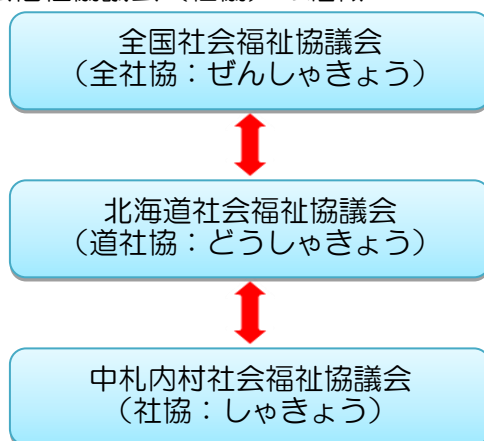 全国社会福祉協議会
（全社協：ぜんしゃきょう）
北海道社会福祉協議会
（道社協：どうしゃきょう）
中札内村社会福祉協議会
（社協：しゃきょう）